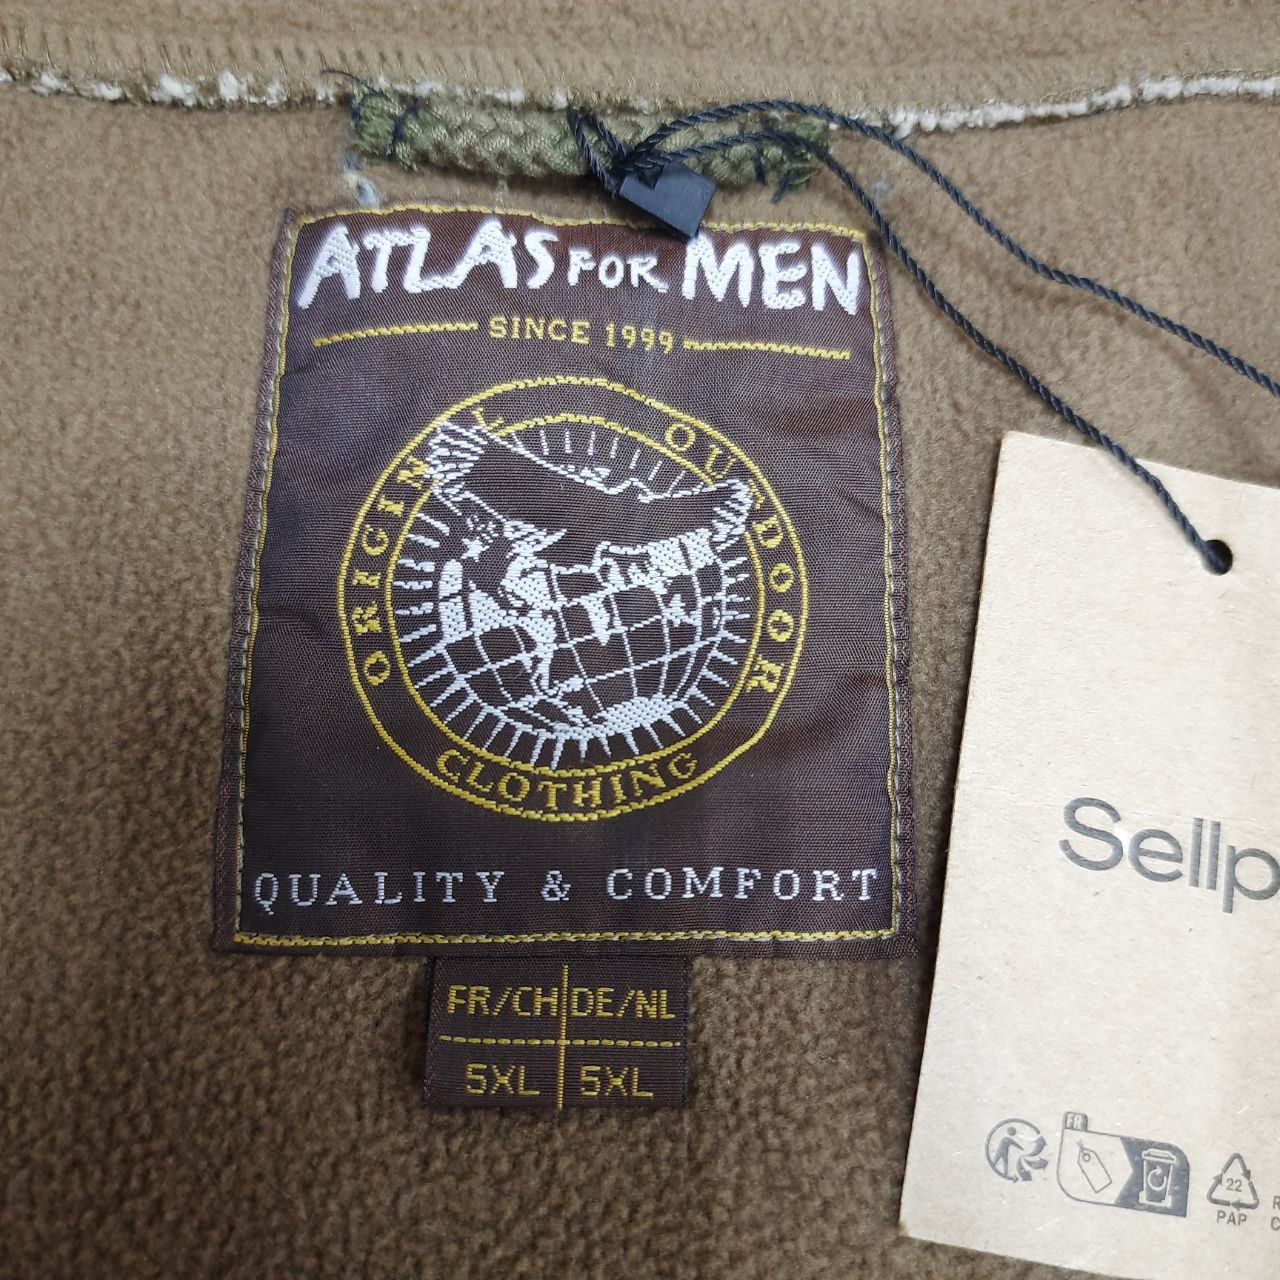 ATLAS FOR MEN
SINCE 1999
ORIGINAL OUTDOOR
CLOTHING
QUALITY & COMFORT
FR/CH DE/NL
5XL 5XL
Sellp
FR
22
PAP